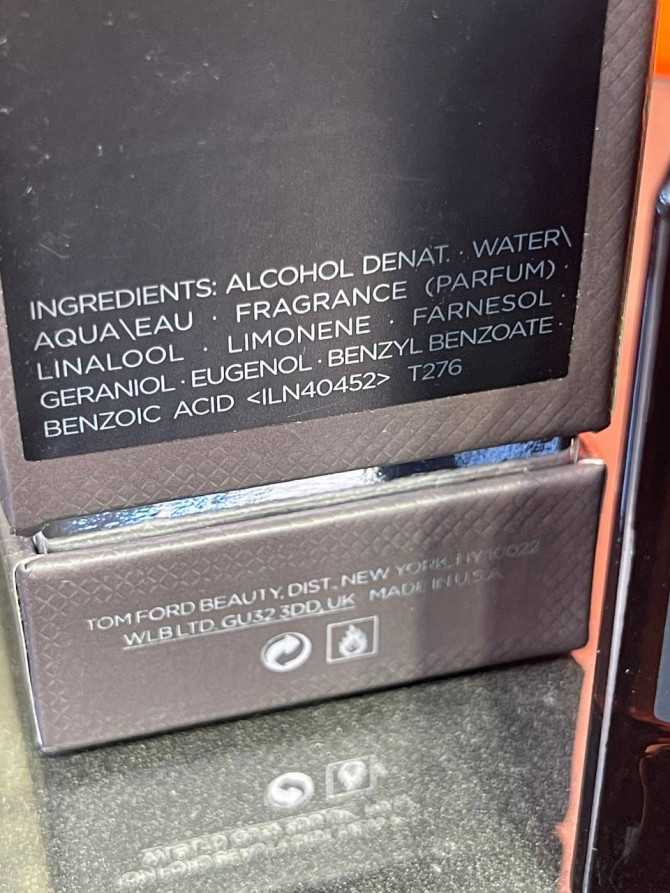 INGREDIENTS: ALCOHOL DENAT. · WATER\
AQUA\EAU · FRAGRANCE (PARFUM) ·
LINALOOL · LIMONENE · FARNESOL ·
GERANIOL · EUGENOL · BENZYL BENZOATE ·
BENZOIC ACID <ILN40452> T276
TOM FORD BEAUTY, DIST., NEW YORK, NY 10022
WLB LTD, GU32 3DD, UK MADE IN U.S.A.